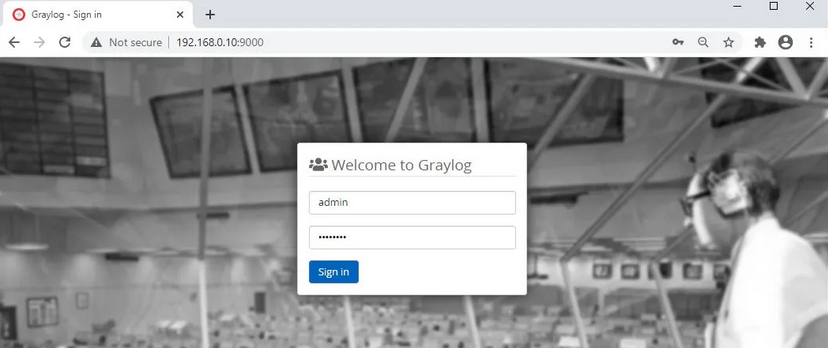 Graylog - Sign in
Not secure | 192.168.0.10:9000
Welcome to Graylog
admin
••••••••
Sign in